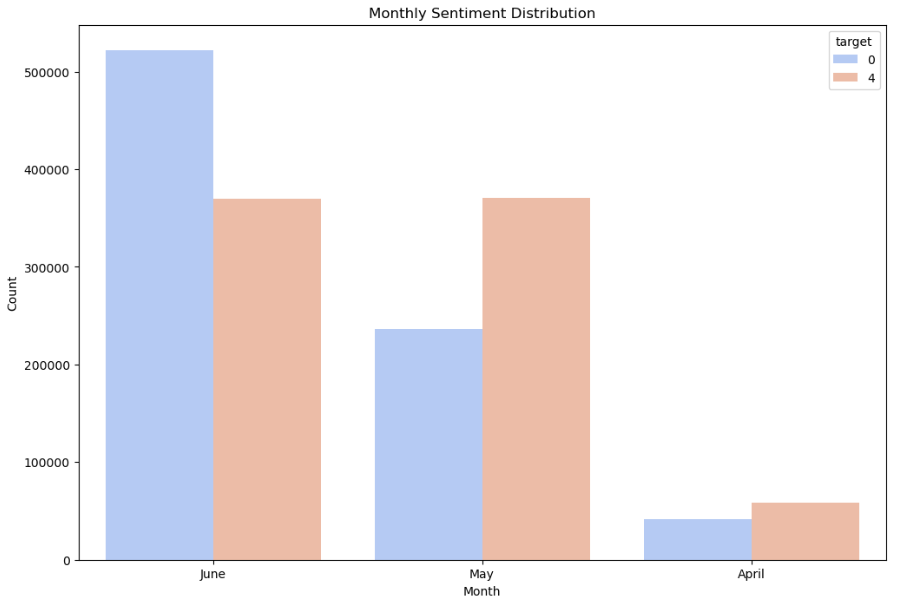 Monthly Sentiment Distribution
target
0
4
500000
400000
300000
200000
100000
0
Count
June May April
Month